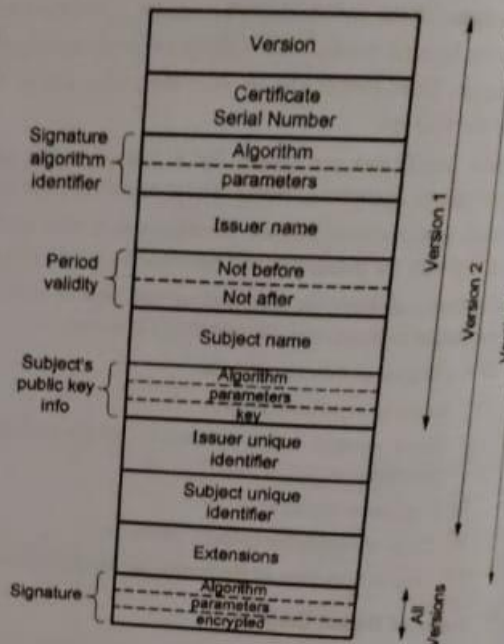 Version
Certificate
Serial Number
Signature
algorithm
identifier
Algorithm
parameters
Issuer name
Period
validity
Not before
Not after
Subject name
Subject's
public key
info
Algorithm
parameters
key
Issuer unique
identifier
Subject unique
identifier
Extensions
Signature
Algorithm
parameters
encrypted
Version 1
Version 2
All
versions